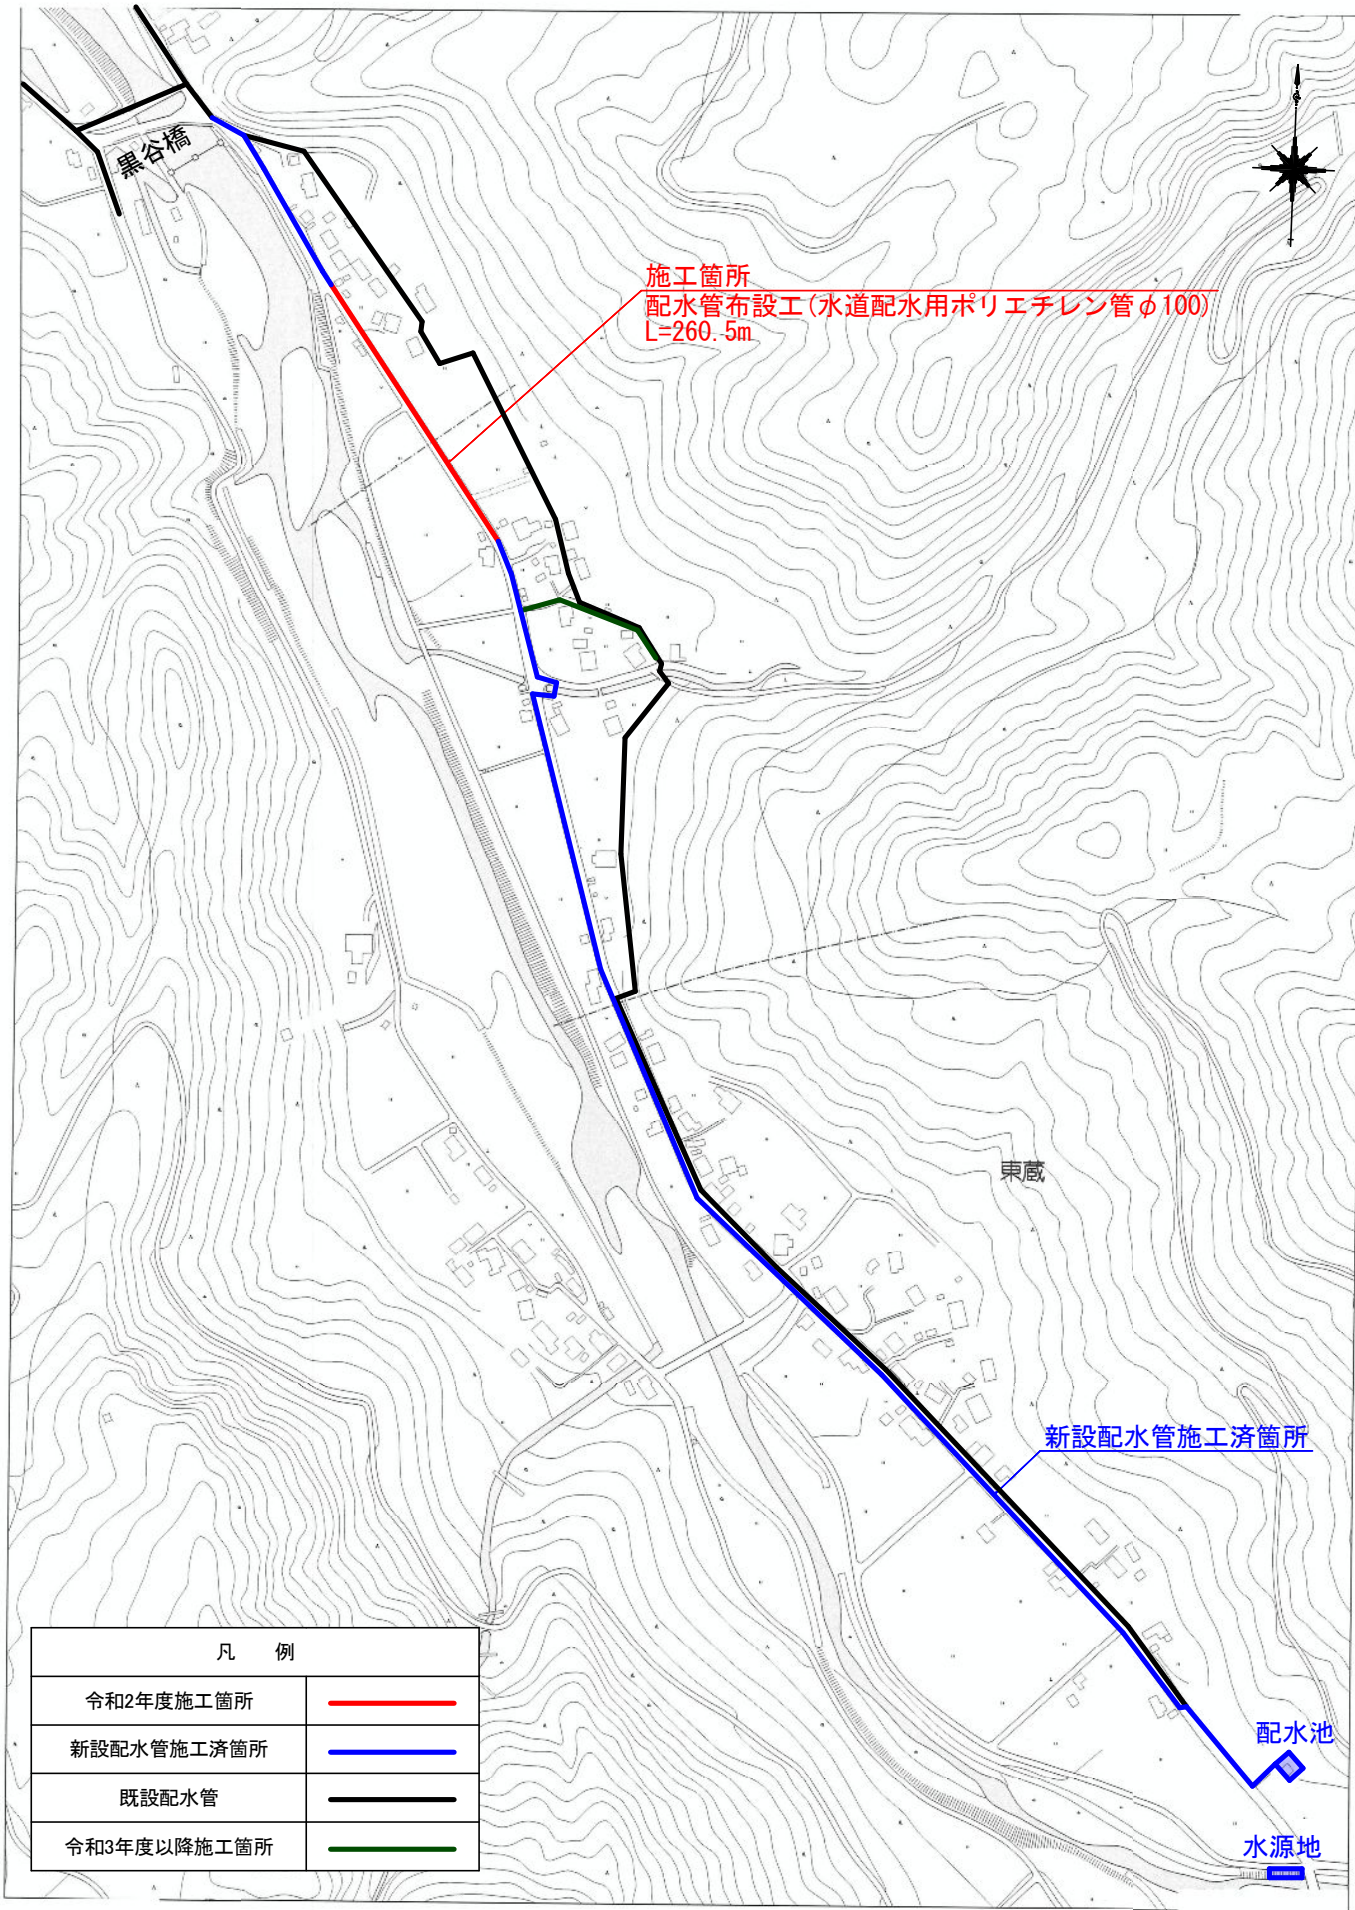 黒谷橋
施工箇所
配水管布設工(水道配水用ポリエチレン管φ100)
L=260.5m
東蔵
新設配水管施工済箇所
配水池
水源地
凡　例
令和2年度施工箇所
新設配水管施工済箇所
既設配水管
令和3年度以降施工箇所